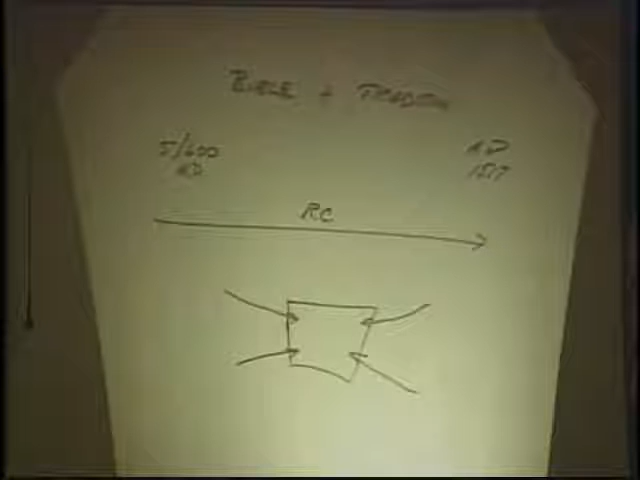 BIBLE + TRADITION
5/600
AD
AD
1517
RC